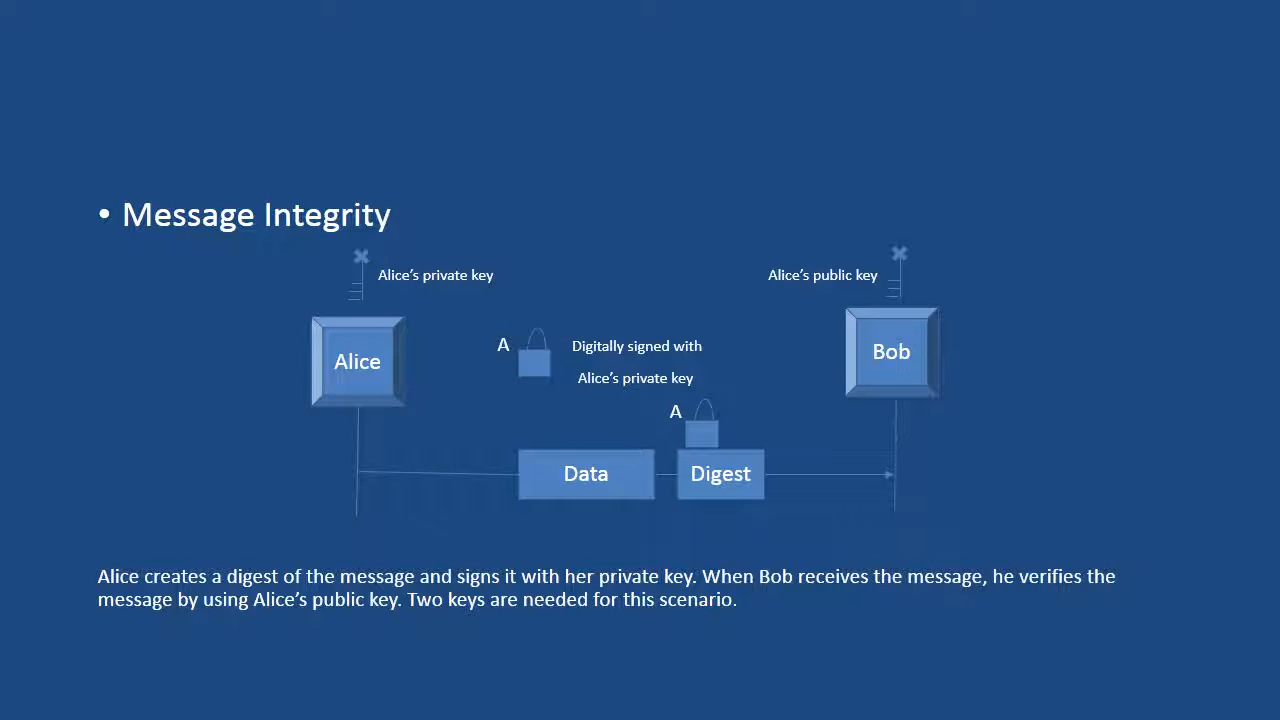 • Message Integrity
Alice’s private key
Alice’s public key
Alice
Bob
A
Digitally signed with
Alice’s private key
A
Data
Digest
Alice creates a digest of the message and signs it with her private key. When Bob receives the message, he verifies the
message by using Alice’s public key. Two keys are needed for this scenario.